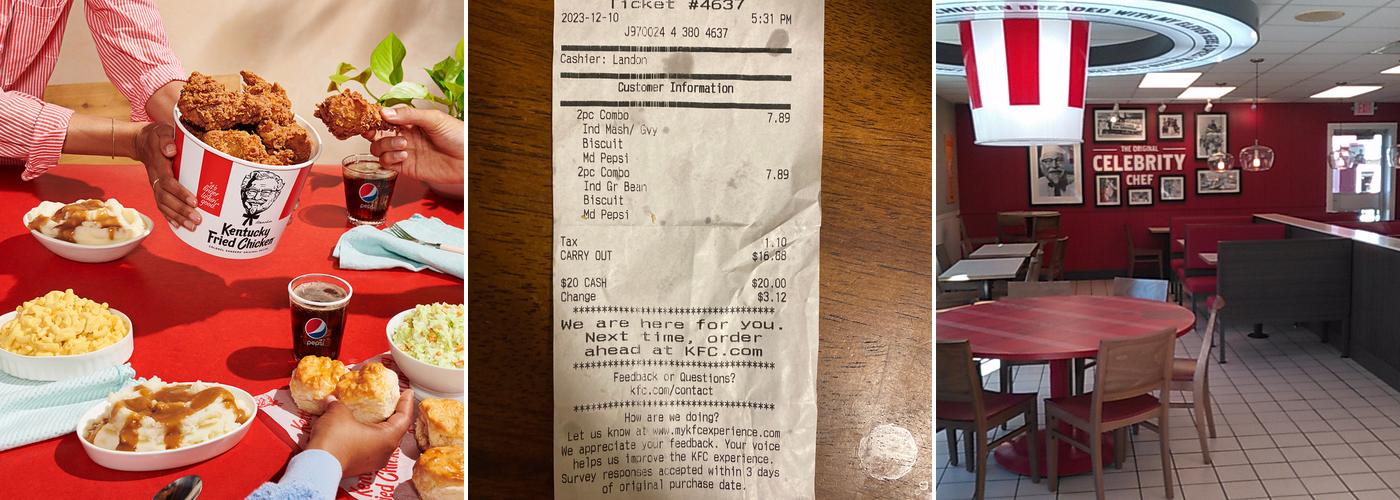 "it's
finger
lickin'
good"
Kentucky
Fried Chicken
pepsi
pepsi
Ticket #4637
2023-12-10 5:31 PM
J970024 4 380 4637
Cashier: Landon
Customer Information
2pc Combo 7.89
Ind Mash/ Gvy
Biscuit
Md Pepsi
2pc Combo 7.89
Ind Gr Bean
Biscuit
Md Pepsi
Tax 1.10
CARRY OUT $16.88
$20 CASH $20.00
Change $3.12
******************************
We are here for you.
Next time, order
ahead at KFC.com
******************************
Feedback or Questions?
kfc.com/contact
******************************
How are we doing?
Let us know at www.mykfcexperience.com
We appreciate your feedback. Your voice
helps us improve the KFC experience.
Survey responses accepted within 3 days
of original purchase date.
CHICKEN BREADED WITH
THE ORIGINAL
CELEBRITY
CHEF
EXIT